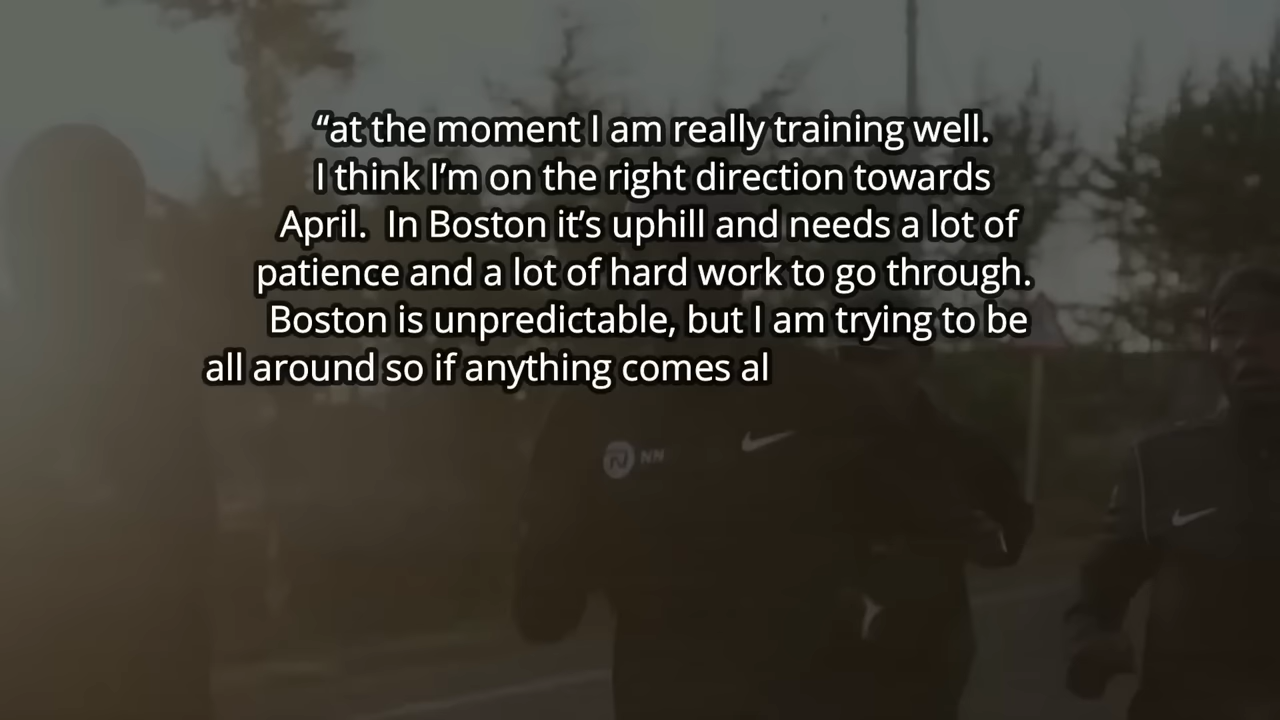 “at the moment I am really training well.
I think I’m on the right direction towards
April.  In Boston it’s uphill and needs a lot of
patience and a lot of hard work to go through.
Boston is unpredictable, but I am trying to be
all around so if anything comes al
NN